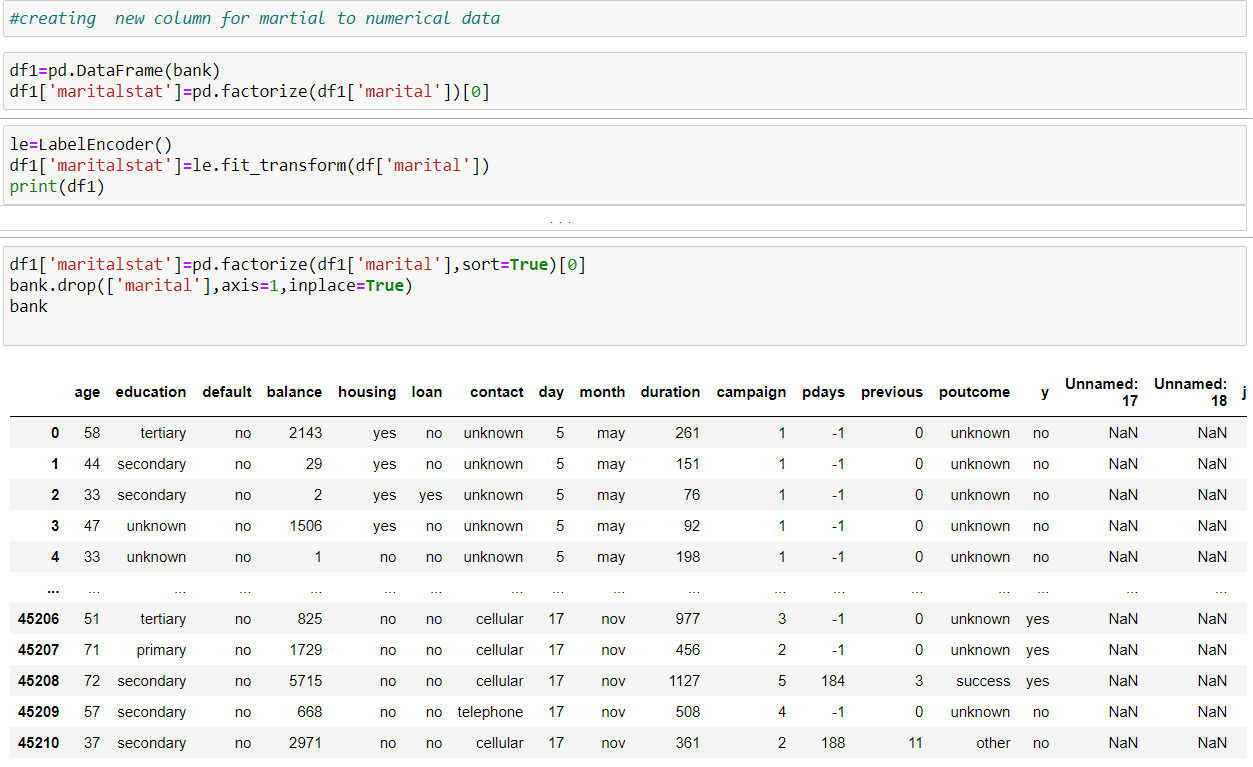 #creating  new column for martial to numerical data
df1=pd.DataFrame(bank)
df1['maritalstat']=pd.factorize(df1['marital'])[0]
le=LabelEncoder()
df1['maritalstat']=le.fit_transform(df['marital'])
print(df1)
...
df1['maritalstat']=pd.factorize(df1['marital'],sort=True)[0]
bank.drop(['marital'],axis=1,inplace=True)
bank
age education default balance housing loan contact day month duration campaign pdays previous poutcome y Unnamed: 17 Unnamed: 18 j
0 58 tertiary no 2143 yes no unknown 5 may 261 1 -1 0 unknown no NaN NaN
1 44 secondary no 29 yes no unknown 5 may 151 1 -1 0 unknown no NaN NaN
2 33 secondary no 2 yes yes unknown 5 may 76 1 -1 0 unknown no NaN NaN
3 47 unknown no 1506 yes no unknown 5 may 92 1 -1 0 unknown no NaN NaN
4 33 unknown no 1 no no unknown 5 may 198 1 -1 0 unknown no NaN NaN
... ... ... ... ... ... ... ... ... ... ... ... ... ... ... ... ... ...
45206 51 tertiary no 825 no no cellular 17 nov 977 3 -1 0 unknown yes NaN NaN
45207 71 primary no 1729 no no cellular 17 nov 456 2 -1 0 unknown yes NaN NaN
45208 72 secondary no 5715 no no cellular 17 nov 1127 5 184 3 success yes NaN NaN
45209 57 secondary no 668 no no telephone 17 nov 508 4 -1 0 unknown no NaN NaN
45210 37 secondary no 2971 no no cellular 17 nov 361 2 188 11 other no NaN NaN